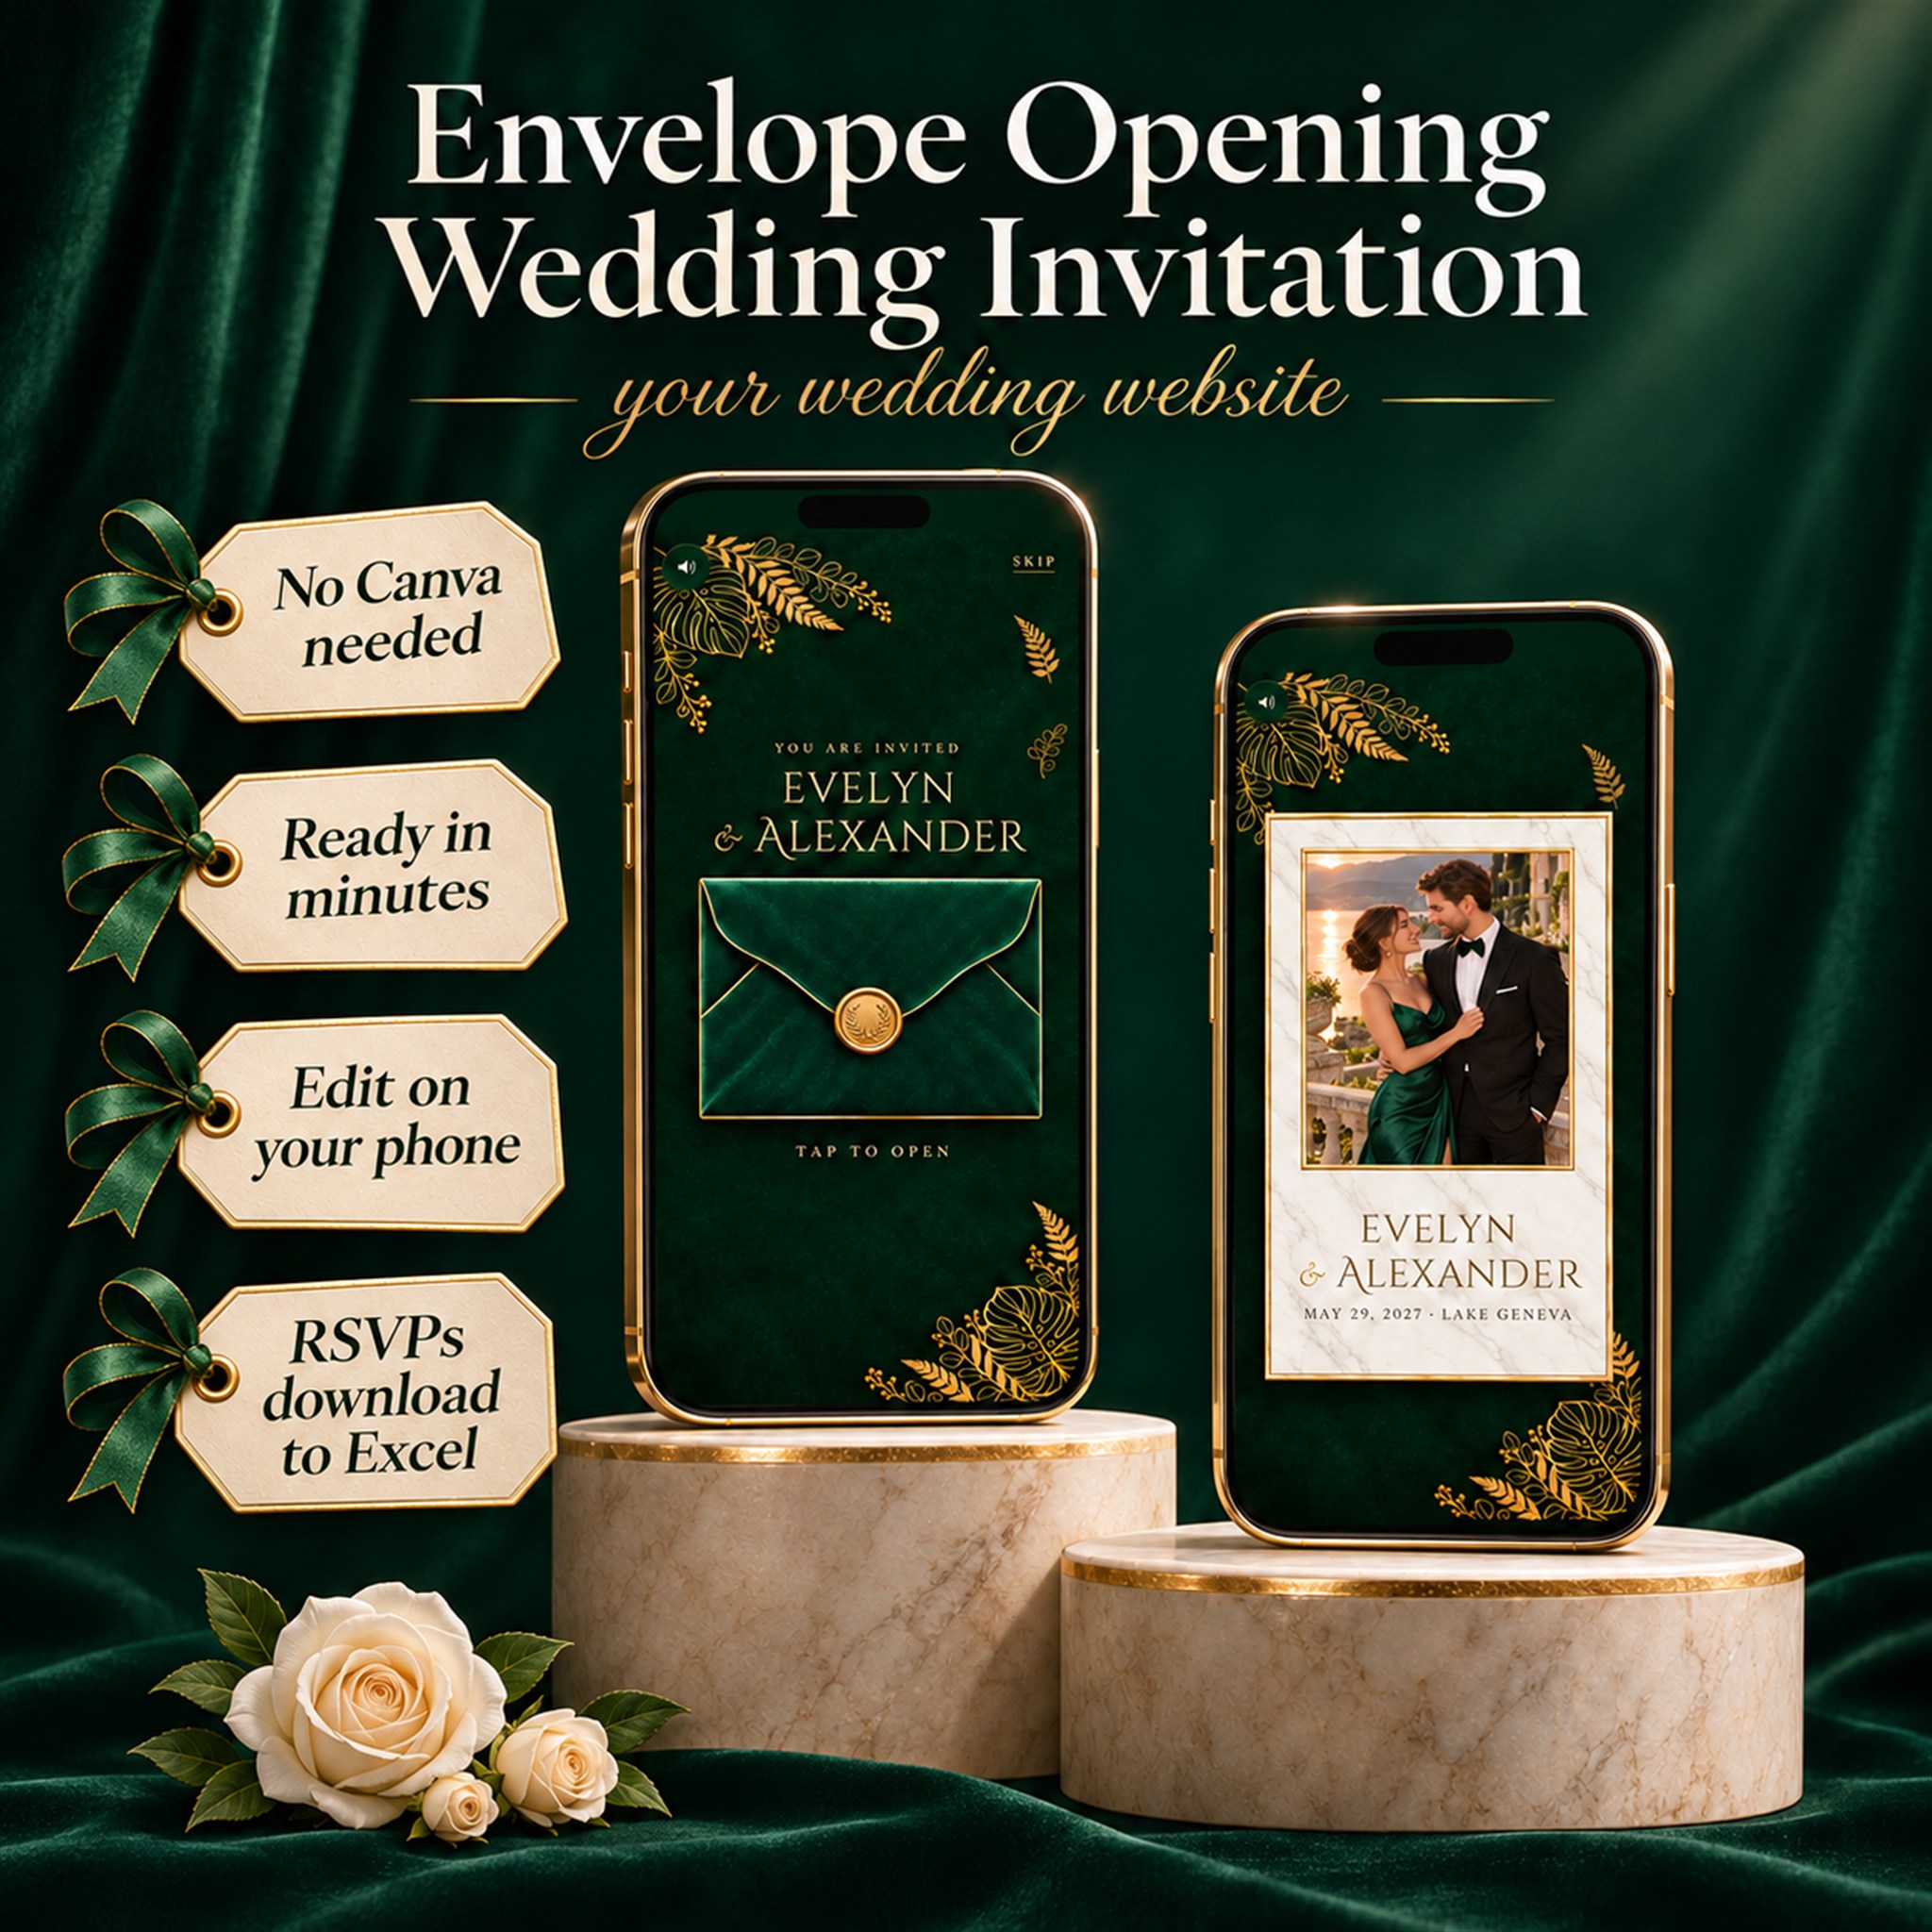 Envelope Opening
Wedding Invitation
your wedding website
No Canva
needed
Ready in
minutes
Edit on
your phone
RSVPs
download
to Excel
SKIP
YOU ARE INVITED
EVELYN
& ALEXANDER
TAP TO OPEN
EVELYN
& ALEXANDER
MAY 29, 2027 · LAKE GENEVA